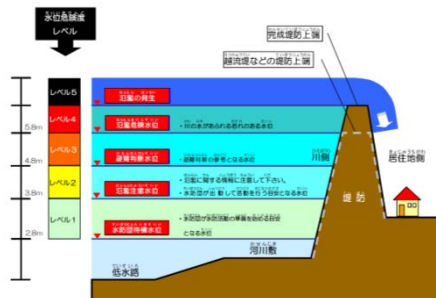 水位危険度
レベル
完成堤防上端
越流堤などの堤防上端
レベル5
氾濫の発生
レベル4
氾濫危険水位
・川の水があふれる恐れのある水位
5.8m
レベル3
避難判断水位
・避難判断の参考となる水位
川側
居住地側
4.8m
レベル2
氾濫注意水位
・氾濫に関する情報に注意して下さい。
・水防団が出動して活動を行う目安となる水位
3.8m
レベル1
水防団待機水位
・水防団が水防活動の準備を始める目安
となる水位
堤防
2.8m
河川敷
低水路